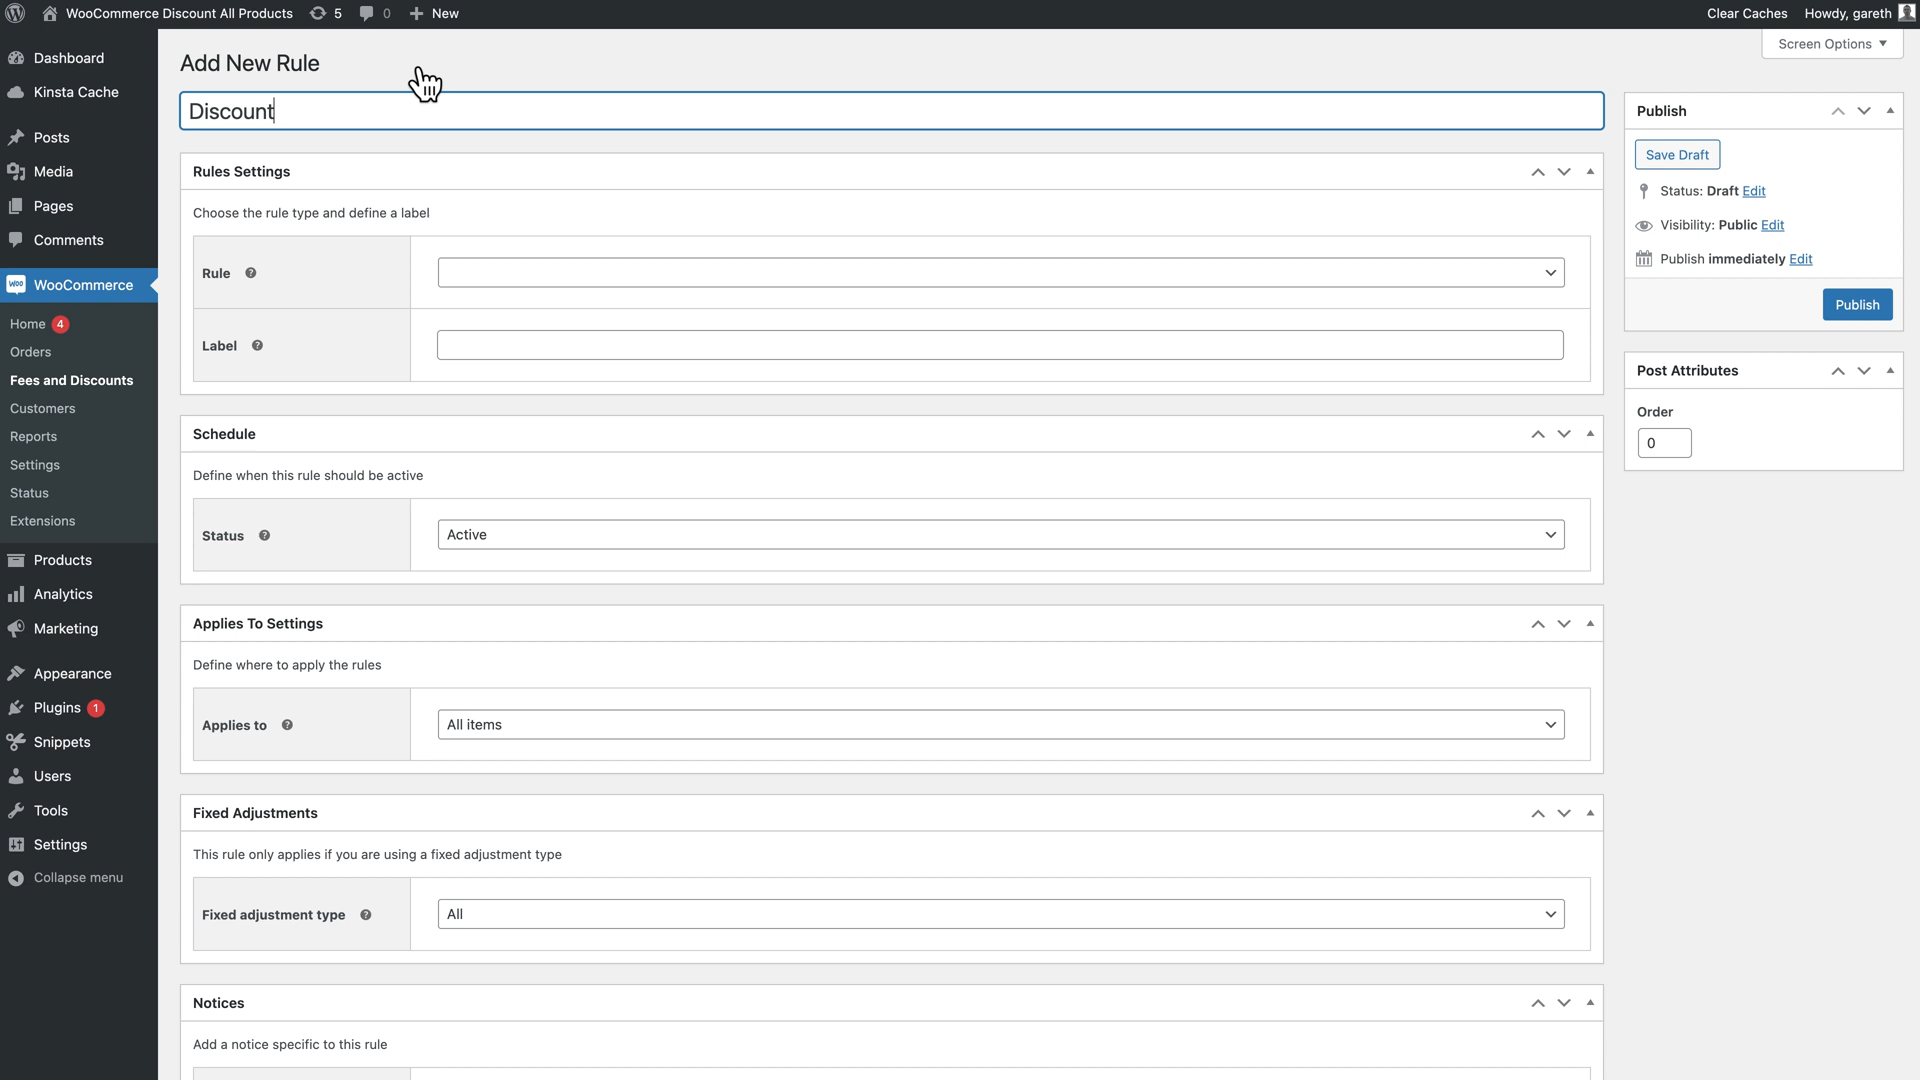 WooCommerce Discount All Products 5 0 New Clear Caches Howdy, gareth
Screen Options
Dashboard
Kinsta Cache
Posts
Media
Pages
Comments
WOO WooCommerce
Home 4
Orders
Fees and Discounts
Customers
Reports
Settings
Status
Extensions
Products
Analytics
Marketing
Appearance
Plugins 1
Snippets
Users
Tools
Settings
Collapse menu
Add New Rule
Discount
Rules Settings
Choose the rule type and define a label
Rule ?
Label ?
Schedule
Define when this rule should be active
Status ? Active
Applies To Settings
Define where to apply the rules
Applies to ? All items
Fixed Adjustments
This rule only applies if you are using a fixed adjustment type
Fixed adjustment type ? All
Notices
Add a notice specific to this rule
Publish
Save Draft
Status: Draft Edit
Visibility: Public Edit
Publish immediately Edit
Publish
Post Attributes
Order
0